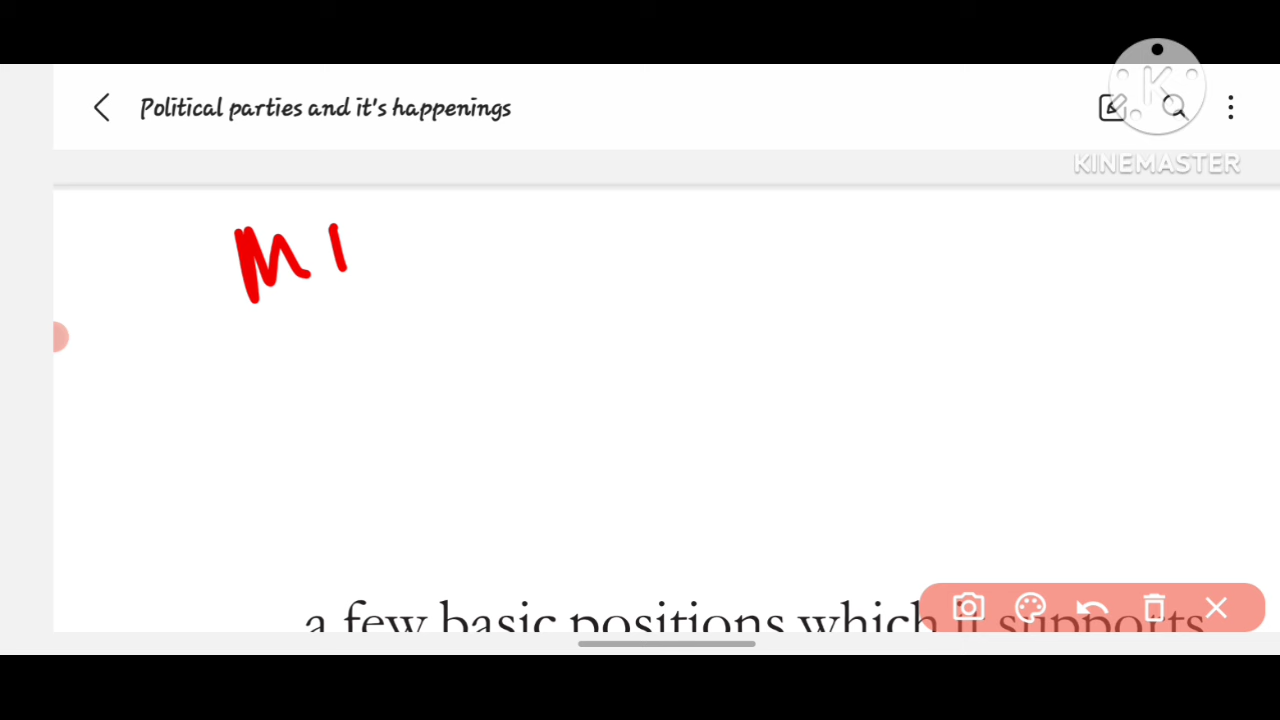 Political parties and it's happenings
KINEMASTER
M I
a few basic positions which it supports